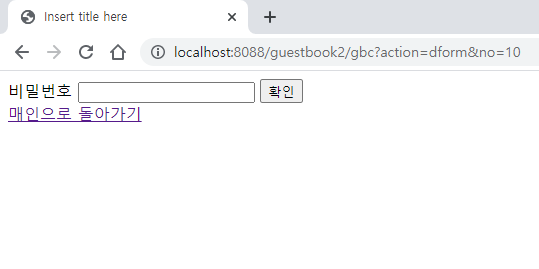 Insert title here
localhost:8088/guestbook2/gbc?action=dform&no=10
비밀번호 확인
매인으로 돌아가기